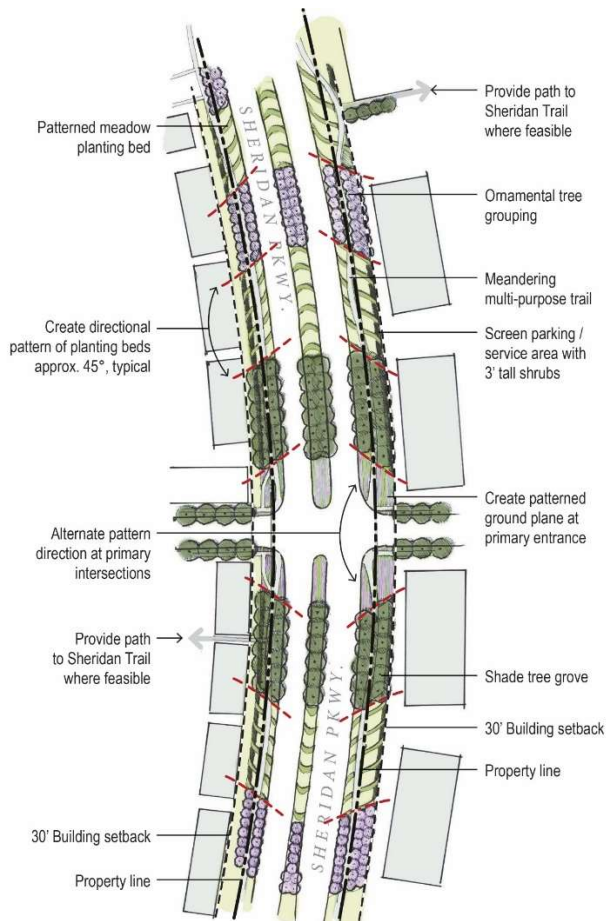 Provide path to
Sheridan Trail
where feasible
Patterned meadow
planting bed
SHERIDAN PKWY.
Ornamental tree
grouping
Meandering
multi-purpose trail
Create directional
pattern of planting beds
approx. 45°, typical
Screen parking /
service area with
3' tall shrubs
Alternate pattern
direction at primary
intersections
Create patterned
ground plane at
primary entrance
Provide path
to Sheridan Trail
where feasible
Shade tree grove
30' Building setback
SHERIDAN PKWY.
Property line
30' Building setback
Property line